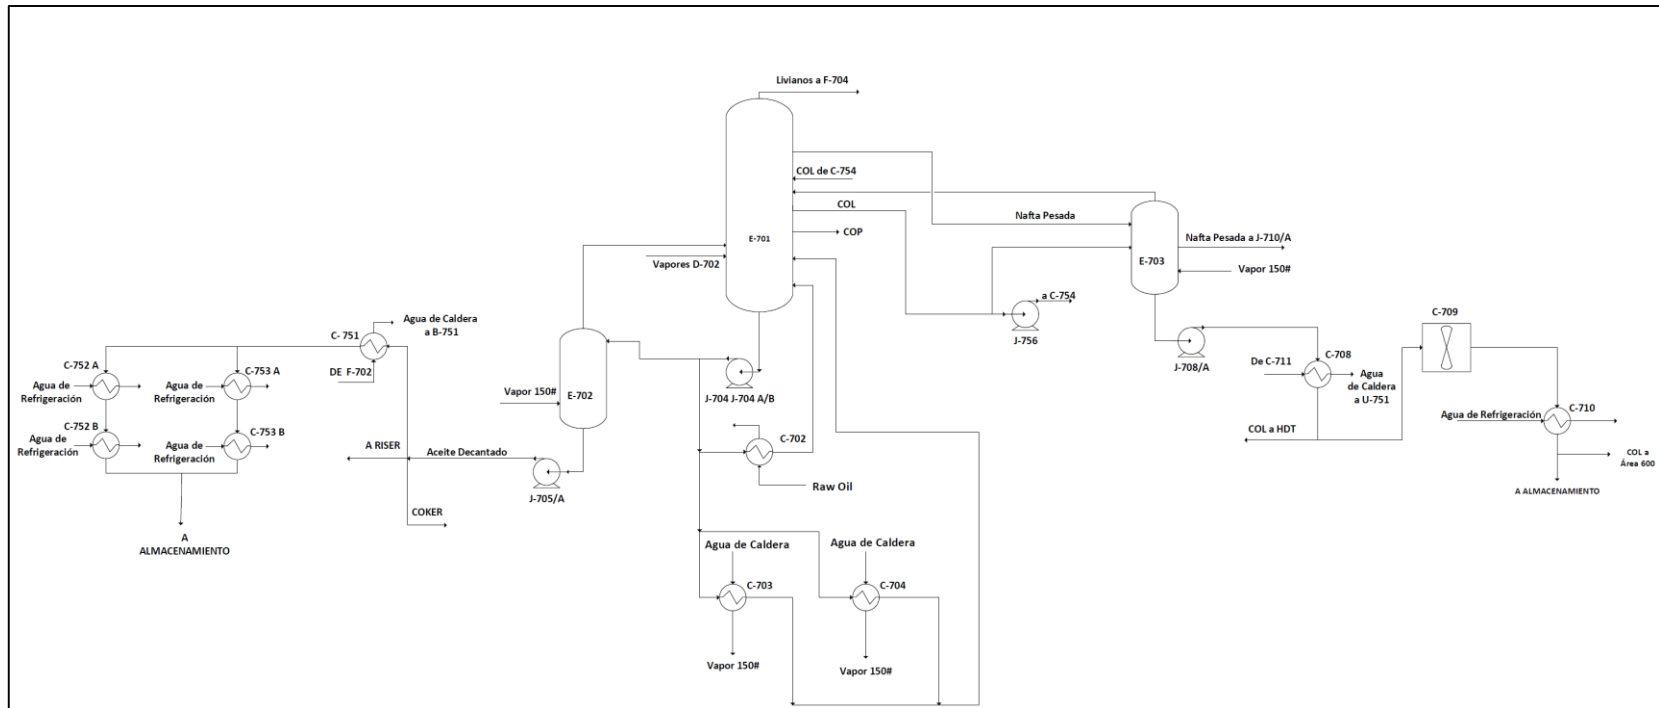 Livianos a F-704
COL de C-754
COL
COP
E-701
Vapores D-702
Nafta Pesada
E-703
Nafta Pesada a J-710/A
Vapor 150#
a C-754
J-756
J-708/A
C-709
De C-711
C-708
Agua
de Caldera
a U-751
Agua de Refrigeración
C-710
COL a HDT
COL a
Área 600
A ALMACENAMIENTO
Agua de Caldera
a B-751
C- 751
DE F-702
C-752 A
Agua de
Refrigeración
C-753 A
Agua de
Refrigeración
C-752 B
Agua de
Refrigeración
C-753 B
Agua de
Refrigeración
A
ALMACENAMIENTO
Vapor 150#
E-702
J-704 J-704 A/B
A RISER
Aceite Decantado
J-705/A
COKER
C-702
Raw Oil
Agua de Caldera
C-703
Vapor 150#
Agua de Caldera
C-704
Vapor 150#